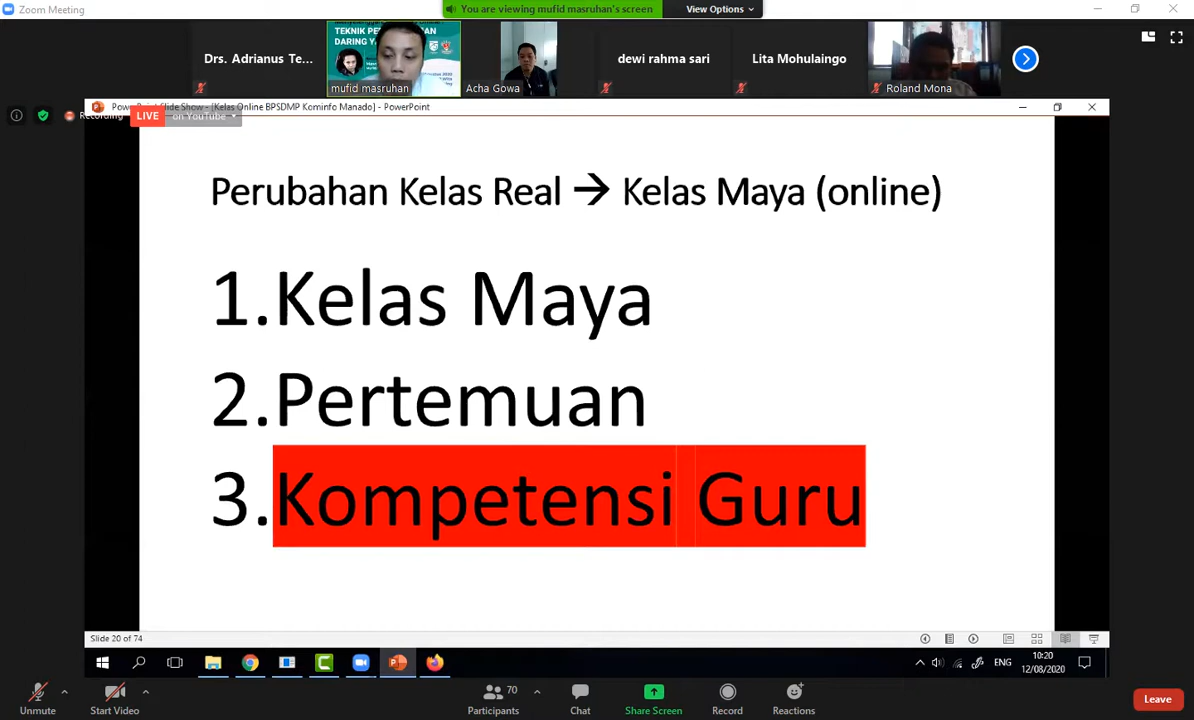 Zoom Meeting
You are viewing mufid masruhan's screen
View Options
Drs. Adrianus Te...
TEKNIK
DARING
mufid masruhan
Acha Gowa
dewi rahma sari
Lita Mohulaingo
Roland Mona
PowerPoint Slide Show - [Kelas Online BPSDMP Kominfo Manado] - PowerPoint
Recording
LIVE
on YouTube
Perubahan Kelas Real → Kelas Maya (online)
1.Kelas Maya
2.Pertemuan
3.Kompetensi Guru
Slide 20 of 74
ENG
10:20
12/08/2020
Unmute
Start Video
Participants
70
Chat
Share Screen
Record
Reactions
Leave